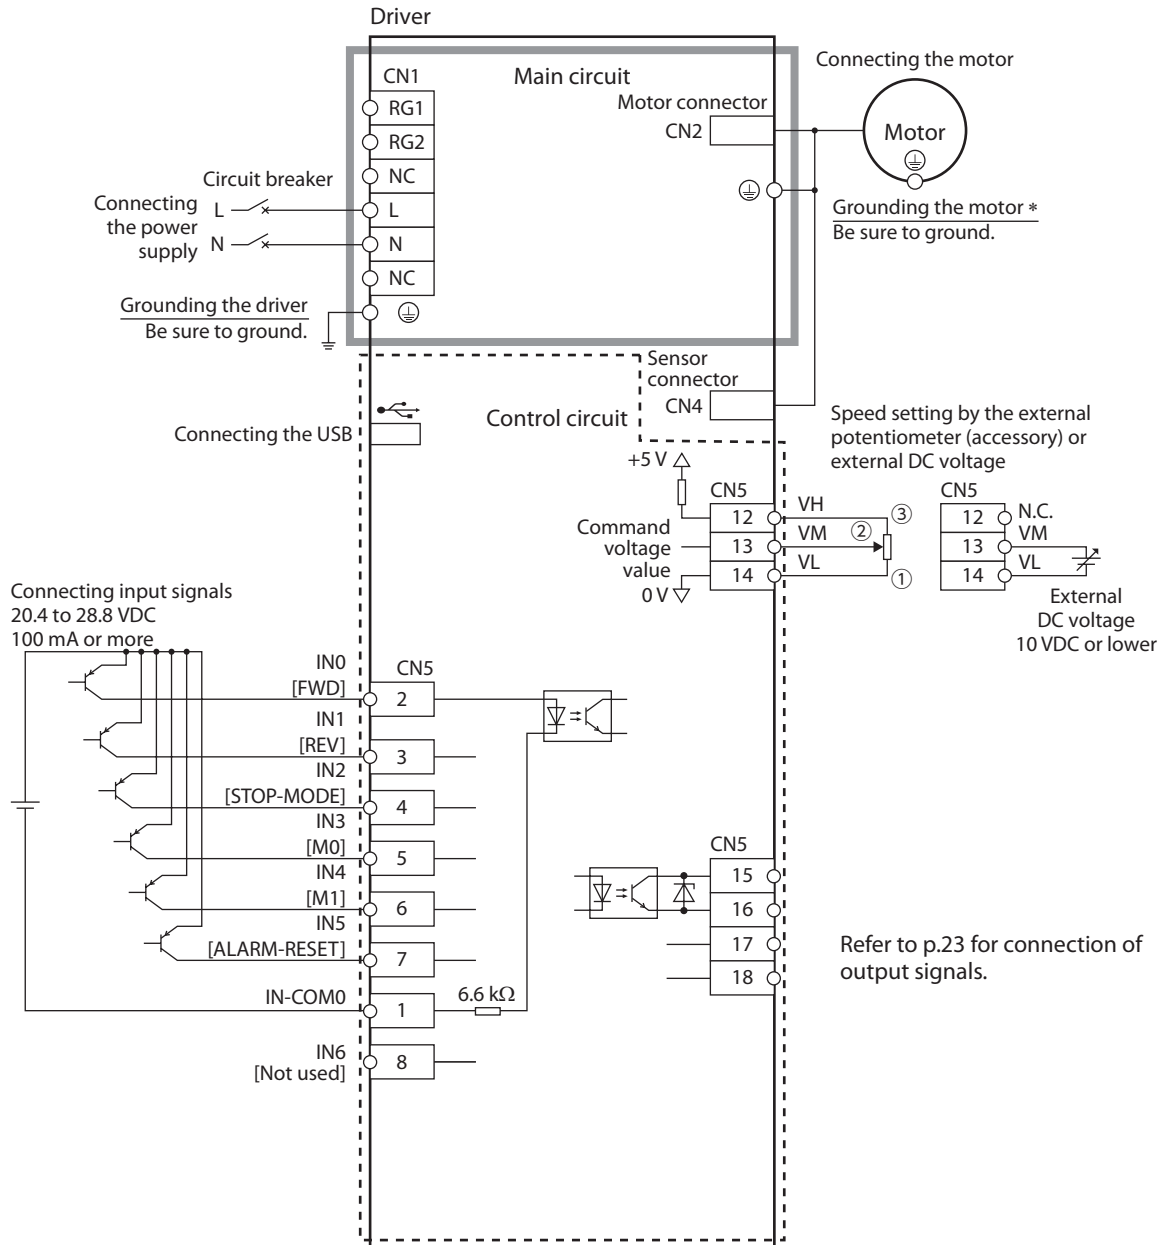 Driver
CN1
Main circuit
Connecting the motor
RG1
Motor connector
RG2
CN2
Motor
NC
Circuit breaker
Connecting
the power
supply
L
L
N
N
NC
Grounding the motor *
Be sure to ground.
Grounding the driver
Be sure to ground.
Sensor
connector
CN4
Control circuit
Connecting the USB
Speed setting by the external
potentiometer (accessory) or
external DC voltage
+5 V
CN5
CN5
Command
voltage
value
12
VH
③
12
N.C.
13
VM
②
13
VM
14
VL
①
14
VL
0 V
External
DC voltage
10 VDC or lower
Connecting input signals
20.4 to 28.8 VDC
100 mA or more
IN0
CN5
[FWD]
2
IN1
[REV]
3
IN2
[STOP-MODE]
4
IN3
[M0]
5
IN4
[M1]
6
IN5
[ALARM-RESET]
7
IN-COM0
1
6.6 kΩ
IN6
[Not used]
8
CN5
15
16
17
18
Refer to p.23 for connection of
output signals.